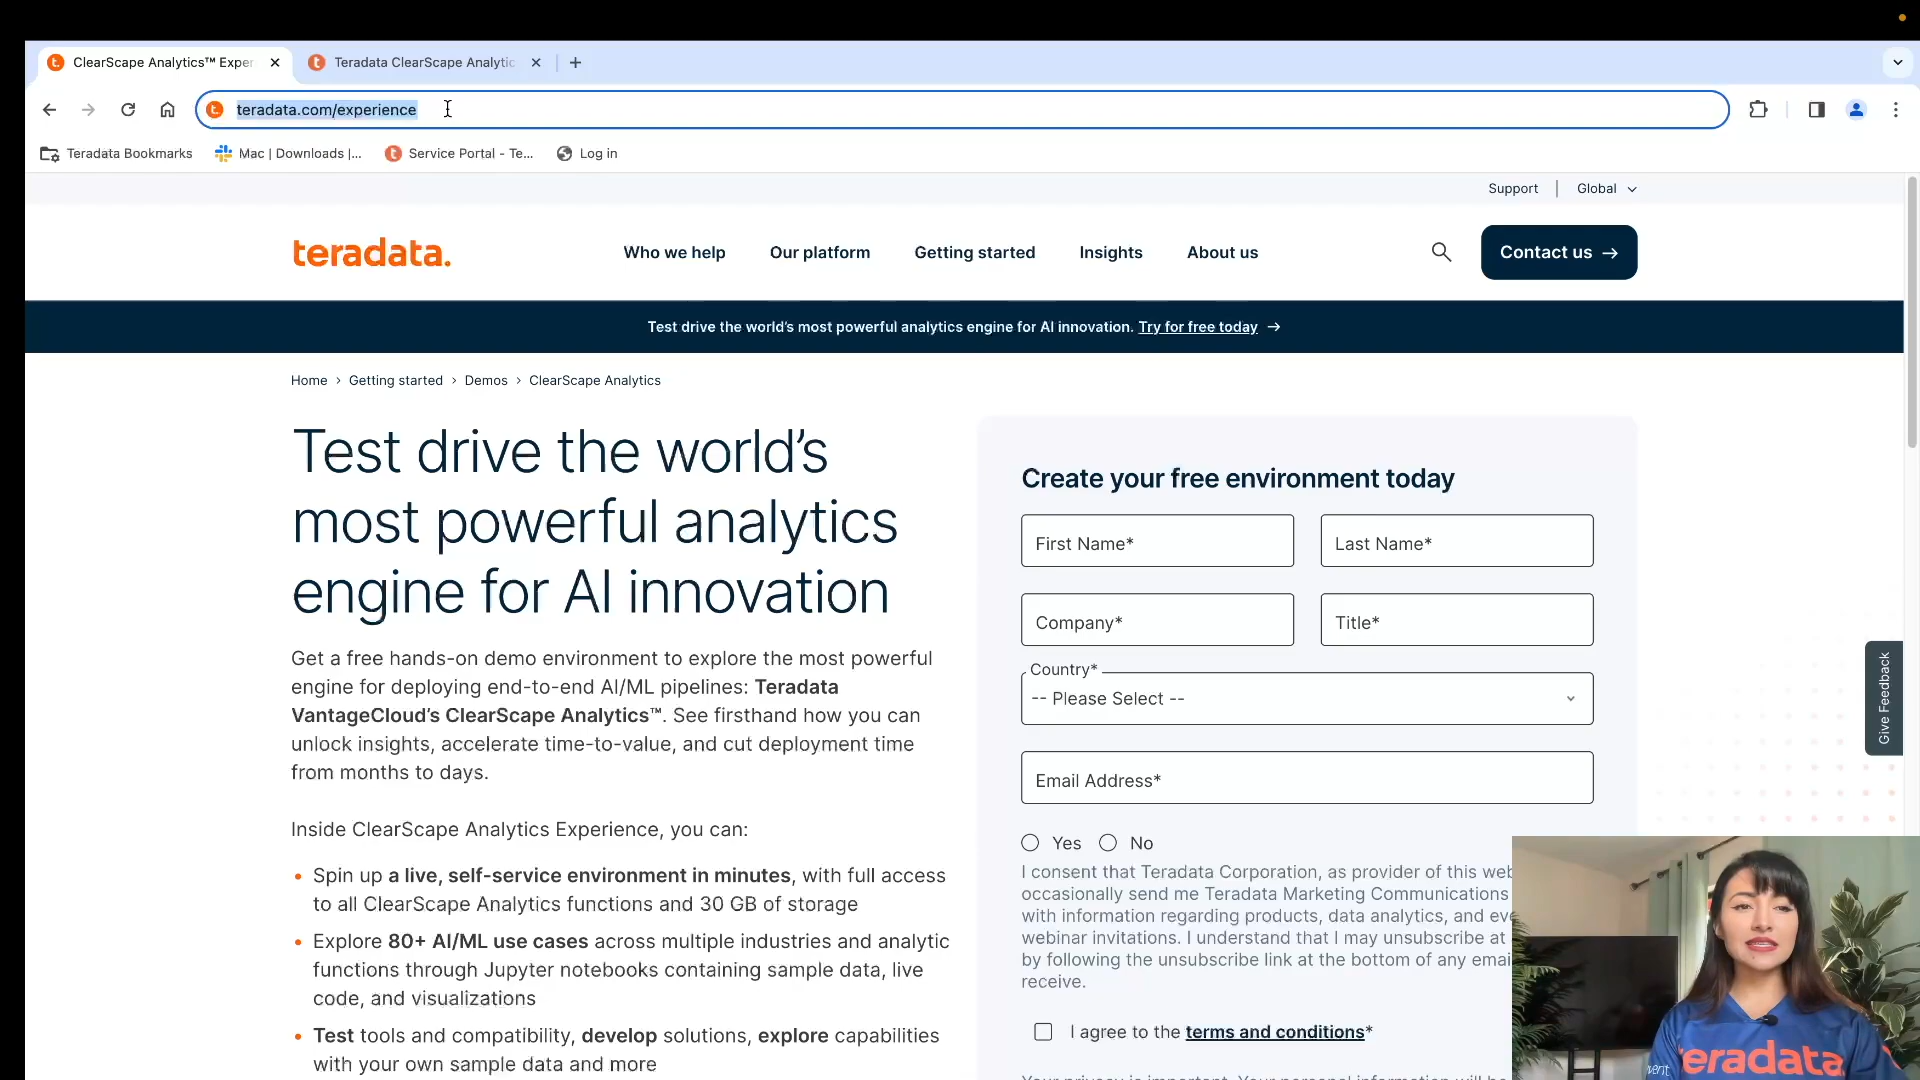 ClearScape Analytics™ Exper
Teradata ClearScape Analytic
teradata.com/experience
Teradata Bookmarks
Mac | Downloads |...
Service Portal - Te...
Log in
Support
Global
teradata.
Who we help
Our platform
Getting started
Insights
About us
Contact us →
Test drive the world's most powerful analytics engine for AI innovation. Try for free today →
Home › Getting started › Demos › ClearScape Analytics
Test drive the world's
most powerful analytics
engine for AI innovation
Get a free hands-on demo environment to explore the most powerful
engine for deploying end-to-end AI/ML pipelines: Teradata
VantageCloud's ClearScape Analytics™. See firsthand how you can
unlock insights, accelerate time-to-value, and cut deployment time
from months to days.
Inside ClearScape Analytics Experience, you can:
• Spin up a live, self-service environment in minutes, with full access
to all ClearScape Analytics functions and 30 GB of storage
• Explore 80+ AI/ML use cases across multiple industries and analytic
functions through Jupyter notebooks containing sample data, live
code, and visualizations
• Test tools and compatibility, develop solutions, explore capabilities
with your own sample data and more
Create your free environment today
First Name*
Last Name*
Company*
Title*
Country*
-- Please Select --
Email Address*
Yes
No
I consent that Teradata Corporation, as provider of this web
occasionally send me Teradata Marketing Communications
with information regarding products, data analytics, and eve
webinar invitations. I understand that I may unsubscribe at
by following the unsubscribe link at the bottom of any emai
receive.
I agree to the terms and conditions*
Give Feedback
eradata.